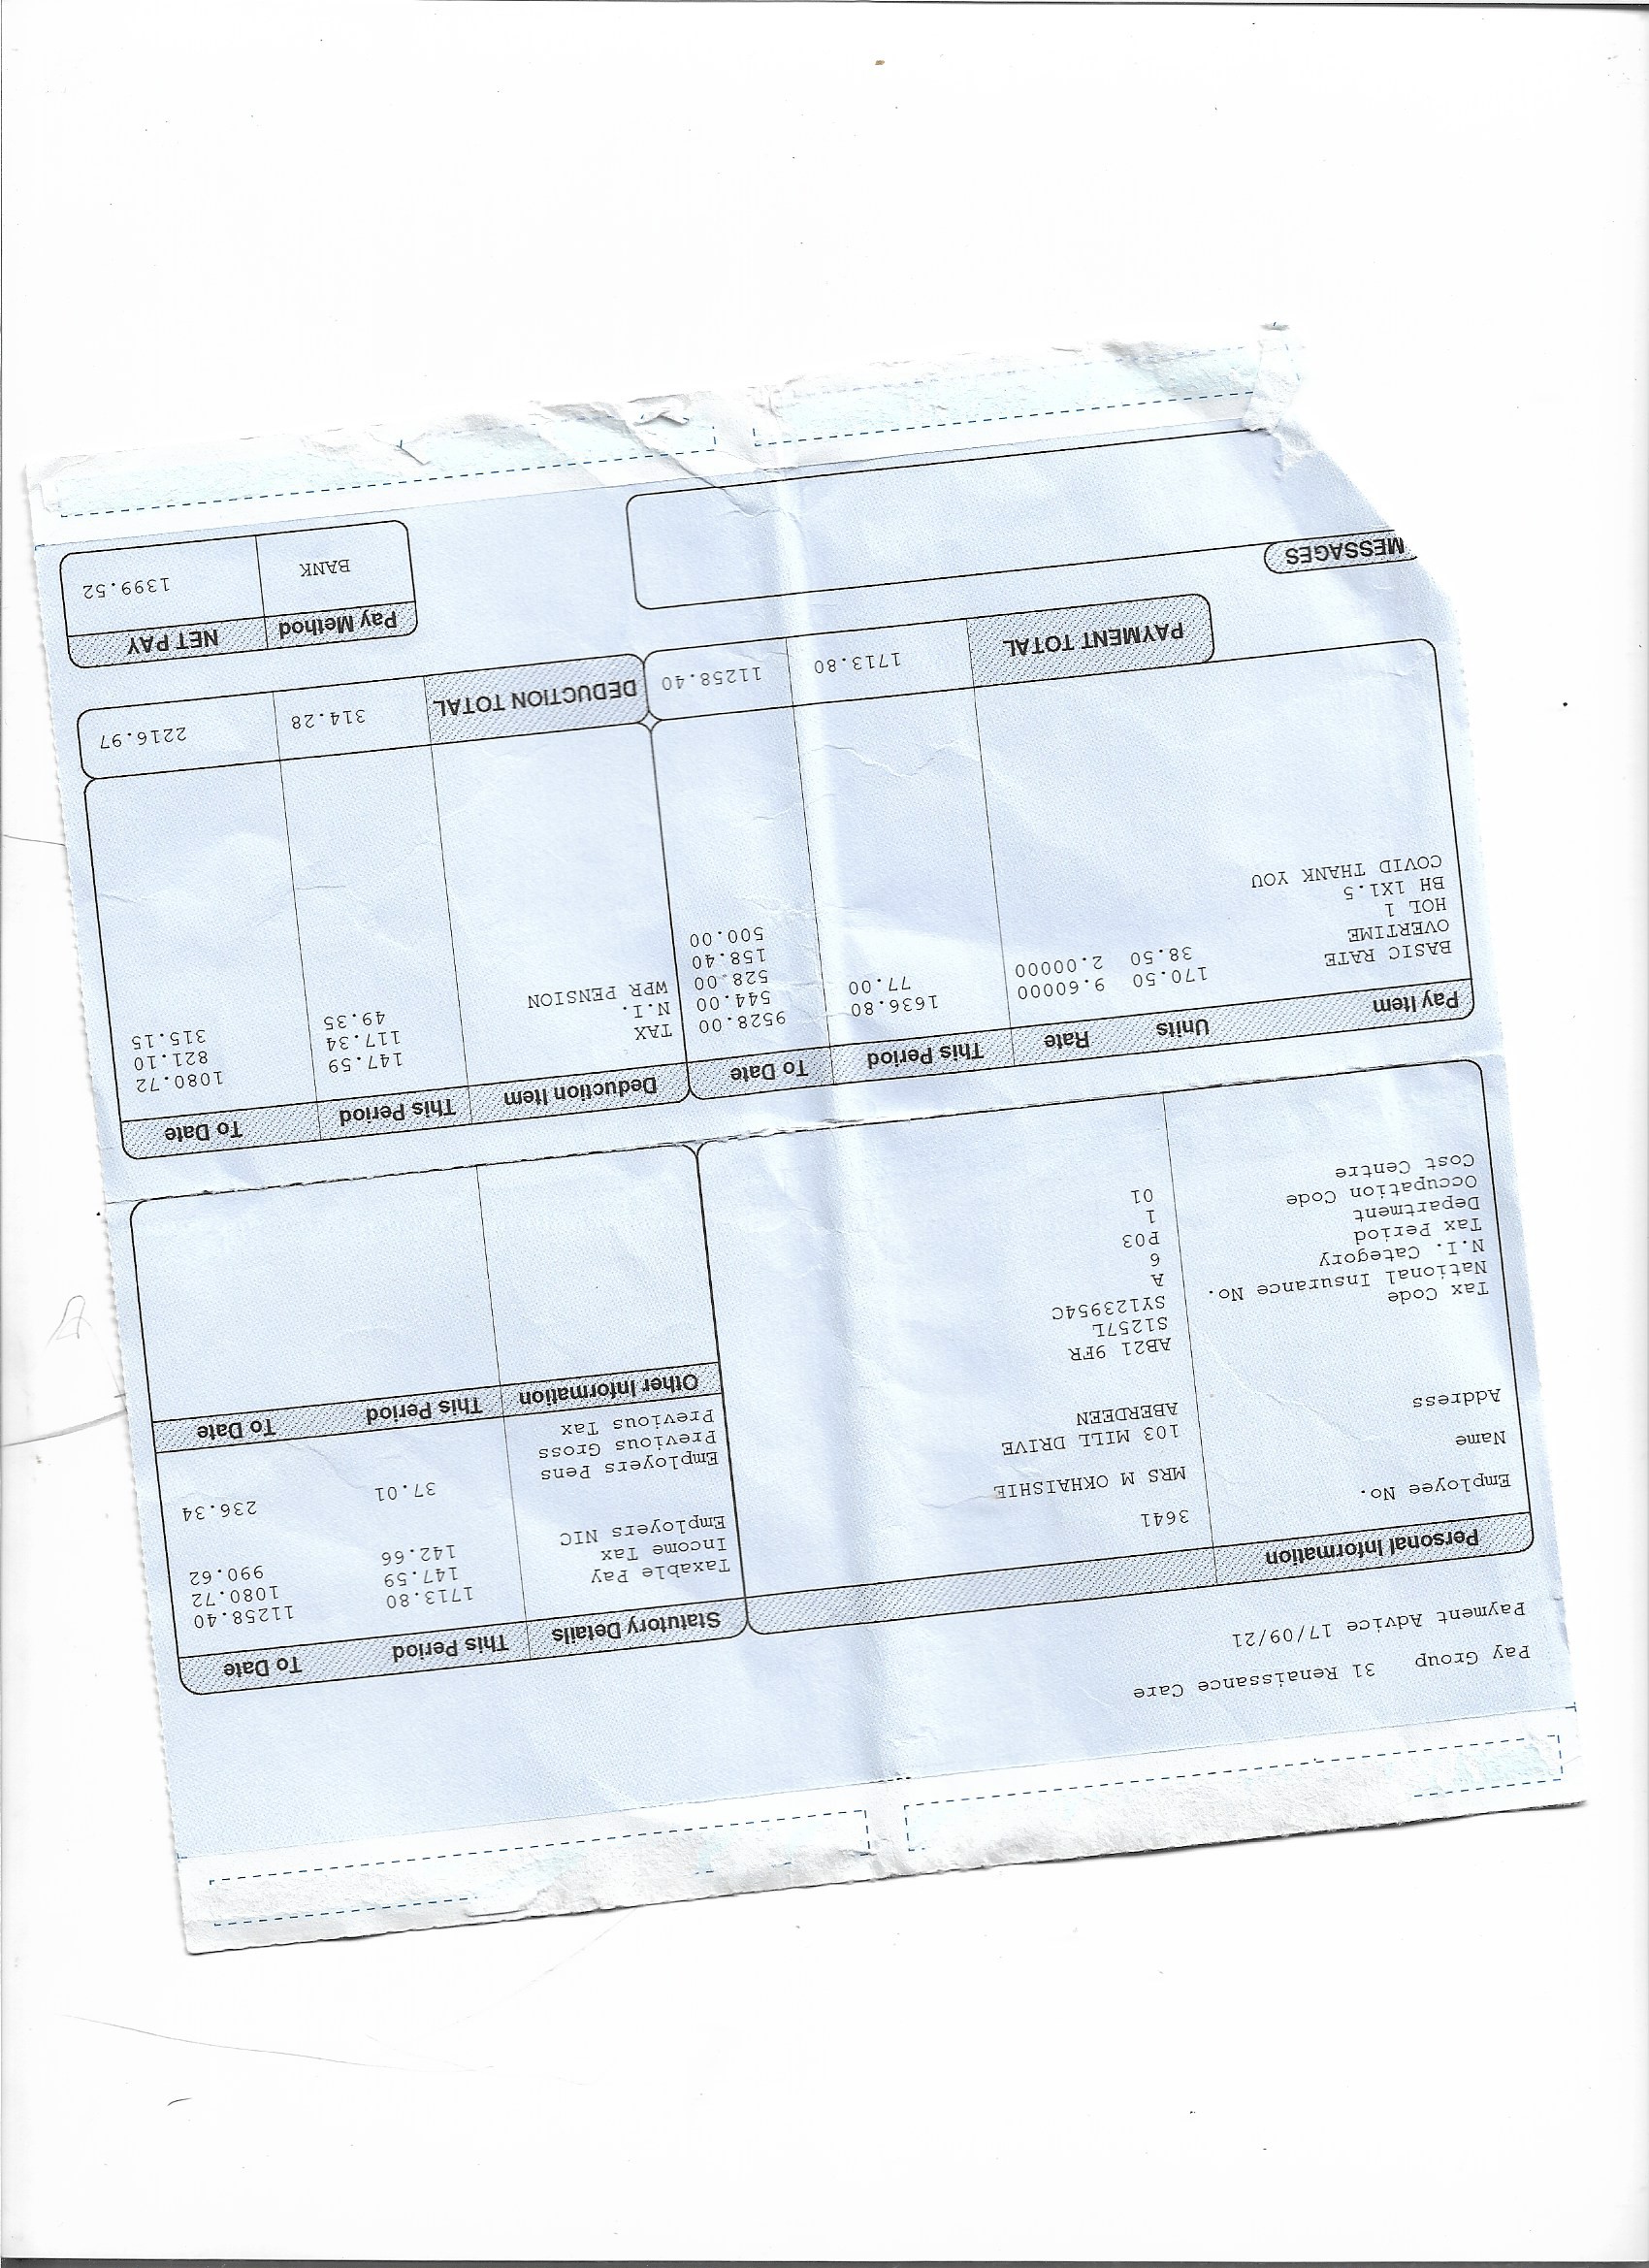 Pay Group 31 Renaissance Care
Payment Advice 17/09/21
Personal Information
Employee No. 3641
Name MRS M OKHAISHIE
Address 103 MILL DRIVE
ABERDEEN
AB21 9FR
Tax Code S1257L
National Insurance No. SY123954C
N.I. Category A
Tax Period 6
Department P03
Occupation Code 1
Cost Centre 01
Statutory Details This Period To Date
Taxable Pay 1713.80 11258.40
Income Tax 147.59 1080.72
Employers NIC 142.66 990.62
Employers Pens 37.01 236.34
Previous Gross
Previous Tax
Other Information This Period To Date
Pay Item Units Rate This Period To Date
BASIC RATE 170.50 9.60000 1636.80 9528.00
OVERTIME 38.50 2.00000 77.00 544.00
HOL 1 528.00
BH 1X1.5 158.40
COVID THANK YOU 500.00
PAYMENT TOTAL 1713.80 11258.40
Deduction Item This Period To Date
TAX 147.59 1080.72
N.I. 117.34 821.10
WPR PENSION 49.35 315.15
DEDUCTION TOTAL 314.28 2216.97
MESSAGES
Pay Method NET PAY
BANK 1399.52